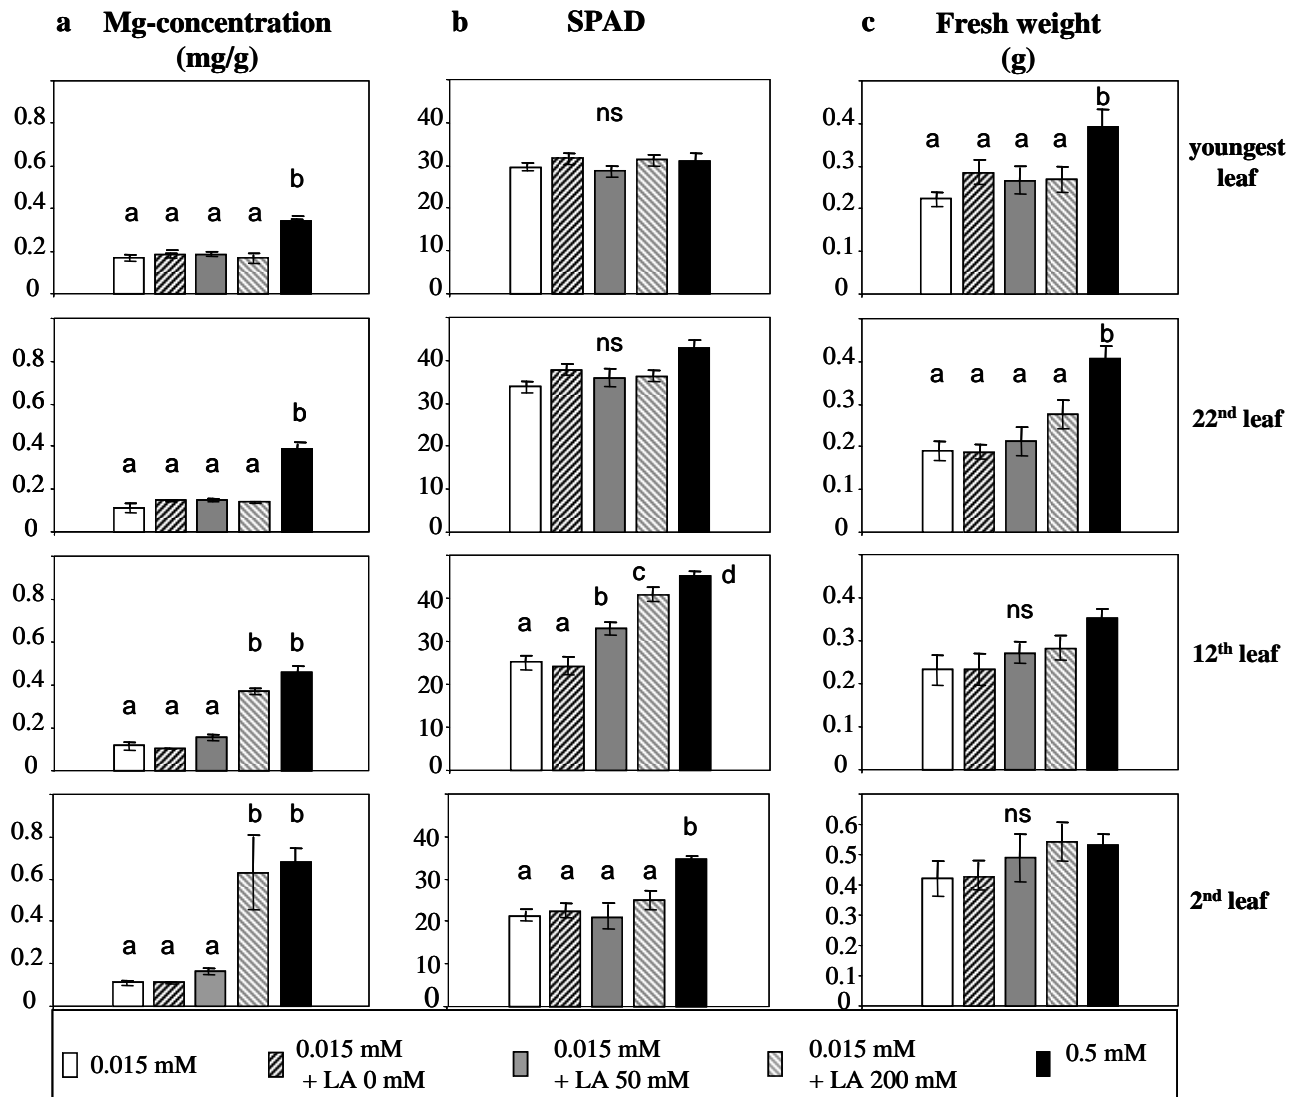 a Mg-concentration
(mg/g)
b SPAD
c Fresh weight
(g)
0.8
0.6
0.4
0.2
0
a a a a b
40
30
20
10
0
ns
0.4
0.3
0.2
0.1
0
a a a a b
youngest
leaf
0.8
0.6
0.4
0.2
0
a a a a b
40
30
20
10
0
ns
0.4
0.3
0.2
0.1
0
a a a a b
22nd leaf
0.8
0.6
0.4
0.2
0
a a a b b
40
30
20
10
0
a a b c d
0.4
0.3
0.2
0.1
0
ns
12th leaf
0.8
0.6
0.4
0.2
0
a a a b b
40
30
20
10
0
a a a a b
0.6
0.5
0.4
0.3
0.2
0.1
0
ns
2nd leaf
0.015 mM
0.015 mM
+ LA 0 mM
0.015 mM
+ LA 50 mM
0.015 mM
+ LA 200 mM
0.5 mM